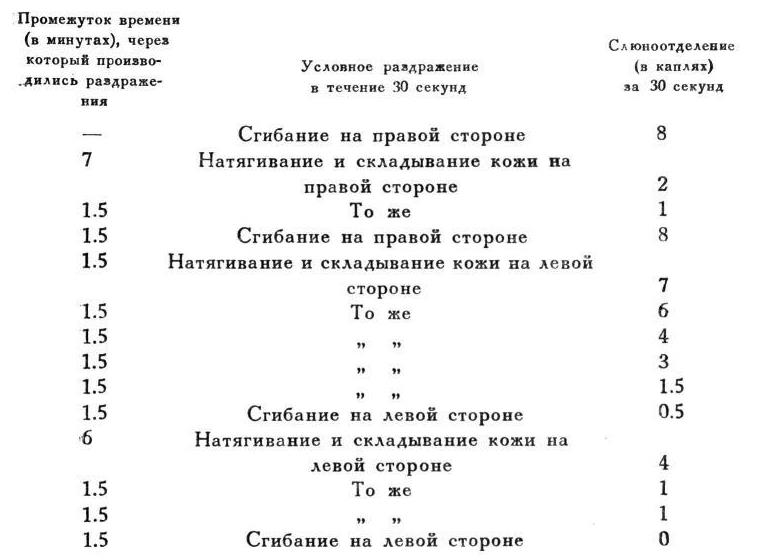 Промежуток времени
(в минутах), через
который произво-
дились раздраже-
ния
Условное раздражение
в течение 30 секунд
Слюноотделение
(в каплях)
за 30 секунд
— Сгибание на правой стороне 8
7 Натягивание и складывание кожи на
правой стороне 2
1.5 То же 1
1.5 Сгибание на правой стороне 8
1.5 Натягивание и складывание кожи на левой
стороне 7
1.5 То же 6
1.5 „ „ 4
1.5 „ „ 3
1.5 „ „ 1.5
1.5 Сгибание на левой стороне 0.5
6 Натягивание и складывание кожи на
левой стороне 4
1.5 То же 1
1.5 „ „ 1
1.5 Сгибание на левой стороне 0